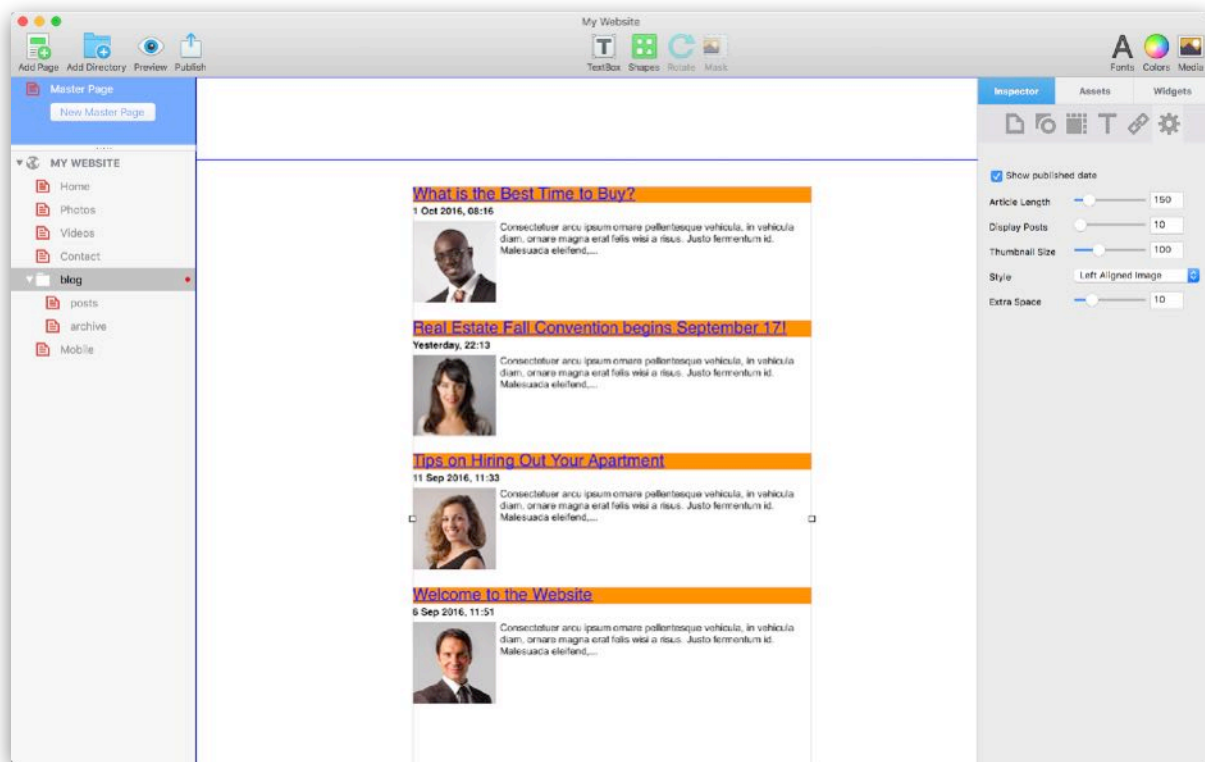 My Website
Add Page Add Directory Preview Publish
TextBox Shapes Rotate Mask
Fonts Colors Media
Master Page
New Master Page
MY WEBSITE
Home
Photos
Videos
Contact
blog
posts
archive
Mobile
What is the Best Time to Buy?
1 Oct 2016, 08:16
Consectetuer arcu ipsum ornare pellentesque vehicula, in vehicula
diam, ornare magna erat felis wisi a risus. Justo fermentum id.
Malesuada eleifend,...
Real Estate Fall Convention begins September 17!
Yesterday, 22:13
Consectetuer arcu ipsum ornare pellentesque vehicula, in vehicula
diam, ornare magna erat felis wisi a risus. Justo fermentum id.
Malesuada eleifend,...
Tips on Hiring Out Your Apartment
11 Sep 2016, 11:33
Consectetuer arcu ipsum ornare pellentesque vehicula, in vehicula
diam, ornare magna erat felis wisi a risus. Justo fermentum id.
Malesuada eleifend,...
Welcome to the Website
6 Sep 2016, 11:51
Consectetuer arcu ipsum ornare pellentesque vehicula, in vehicula
diam, ornare magna erat felis wisi a risus. Justo fermentum id.
Malesuada eleifend,...
Inspector Assets Widgets
Show published date
Article Length 150
Display Posts 10
Thumbnail Size 100
Style Left Aligned Image
Extra Space 10